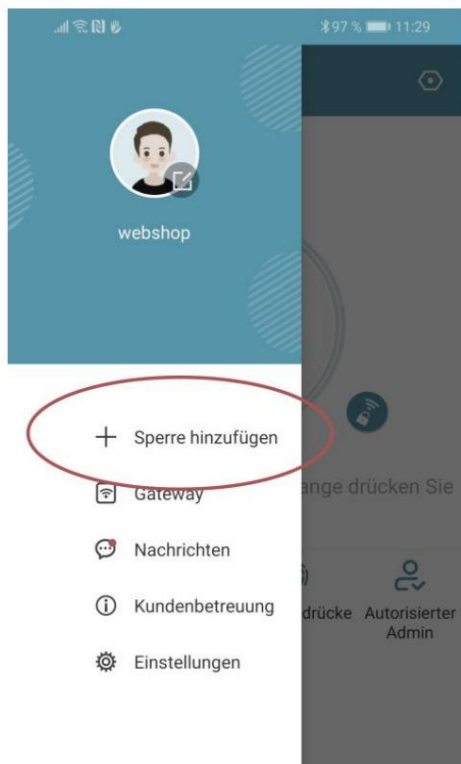 97 % 11:29
webshop
Sperre hinzufügen
Gateway
ange drücken Sie
Nachrichten
Kundenbetreuung
drücke Autorisierter
Admin
Einstellungen